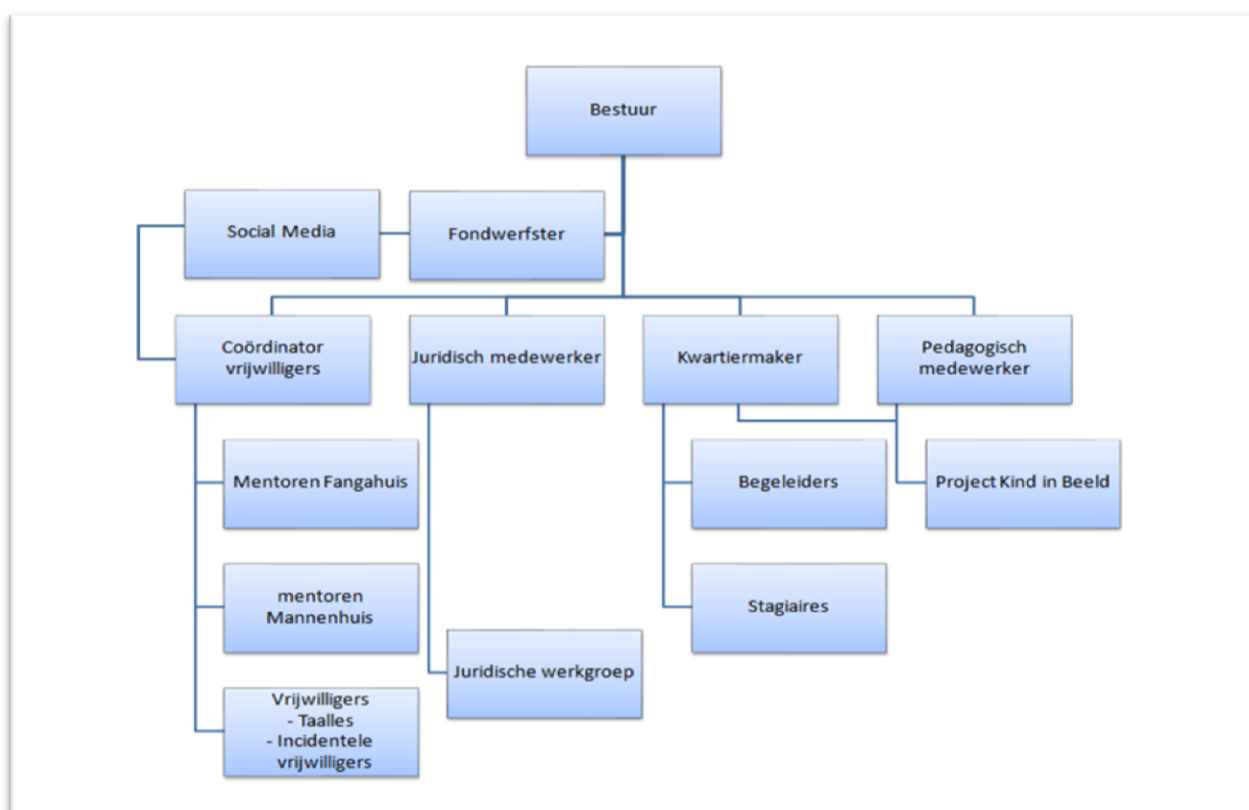 Bestuur
Social Media
Fondwerfster
Coördinator
vrijwilligers
Juridisch medewerker
Kwartiermaker
Pedagogisch
medewerker
Mentoren Fangahuis
Begeleiders
Project Kind in Beeld
mentoren
Mannenhuis
Stagiaires
Juridische werkgroep
Vrijwilligers
- Taalles
- Incidentele
vrijwilligers